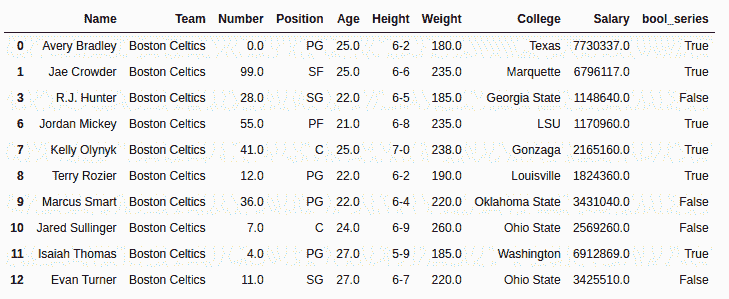 Name Team Number Position Age Height Weight College Salary bool_series
0 Avery Bradley Boston Celtics 0.0 PG 25.0 6-2 180.0 Texas 7730337.0 True
1 Jae Crowder Boston Celtics 99.0 SF 25.0 6-6 235.0 Marquette 6796117.0 True
3 R.J. Hunter Boston Celtics 28.0 SG 22.0 6-5 185.0 Georgia State 1148640.0 False
6 Jordan Mickey Boston Celtics 55.0 PF 21.0 6-8 235.0 LSU 1170960.0 True
7 Kelly Olynyk Boston Celtics 41.0 C 25.0 7-0 238.0 Gonzaga 2165160.0 True
8 Terry Rozier Boston Celtics 12.0 PG 22.0 6-2 190.0 Louisville 1824360.0 True
9 Marcus Smart Boston Celtics 36.0 PG 22.0 6-4 220.0 Oklahoma State 3431040.0 False
10 Jared Sullinger Boston Celtics 7.0 C 24.0 6-9 260.0 Ohio State 2569260.0 False
11 Isaiah Thomas Boston Celtics 4.0 PG 27.0 5-9 185.0 Washington 6912869.0 True
12 Evan Turner Boston Celtics 11.0 SG 27.0 6-7 220.0 Ohio State 3425510.0 False